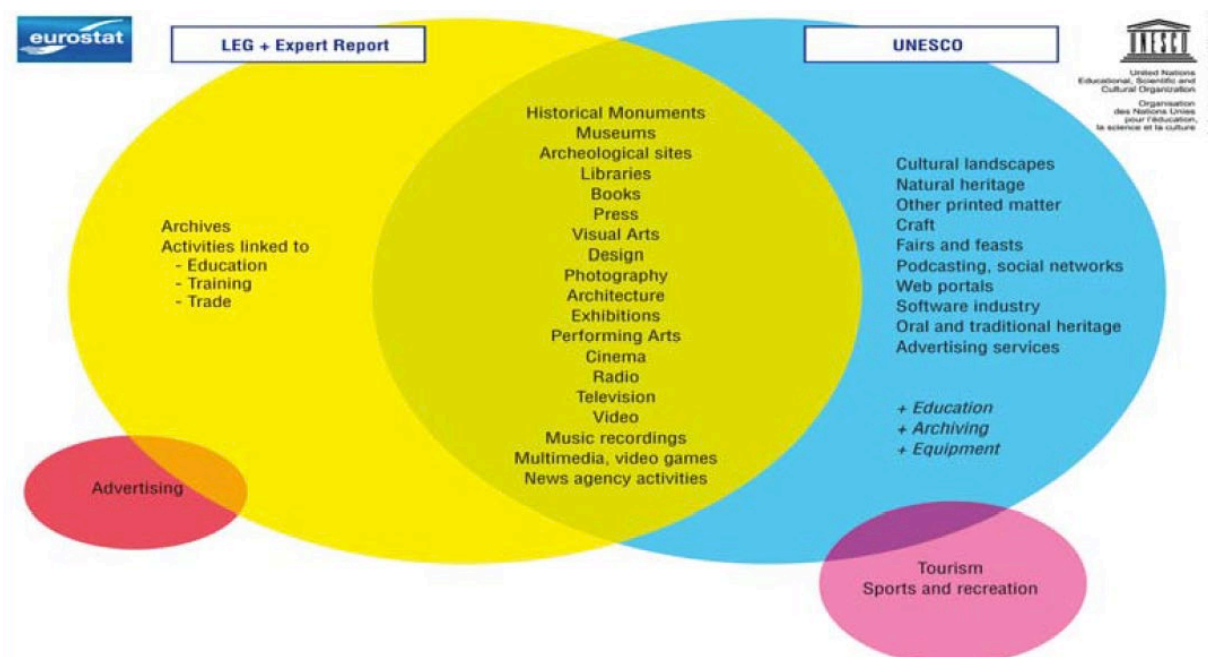 eurostat
LEG + Expert Report
UNESCO
UNESCO
United Nations
Educational, Scientific and
Cultural Organization
Organisation
des Nations Unies
pour l'éducation,
la science et la culture
Archives
Activities linked to
- Education
- Training
- Trade
Historical Monuments
Museums
Archeological sites
Libraries
Books
Press
Visual Arts
Design
Photography
Architecture
Exhibitions
Performing Arts
Cinema
Radio
Television
Video
Music recordings
Multimedia, video games
News agency activities
Cultural landscapes
Natural heritage
Other printed matter
Craft
Fairs and feasts
Podcasting, social networks
Web portals
Software industry
Oral and traditional heritage
Advertising services
+ Education
+ Archiving
+ Equipment
Advertising
Tourism
Sports and recreation